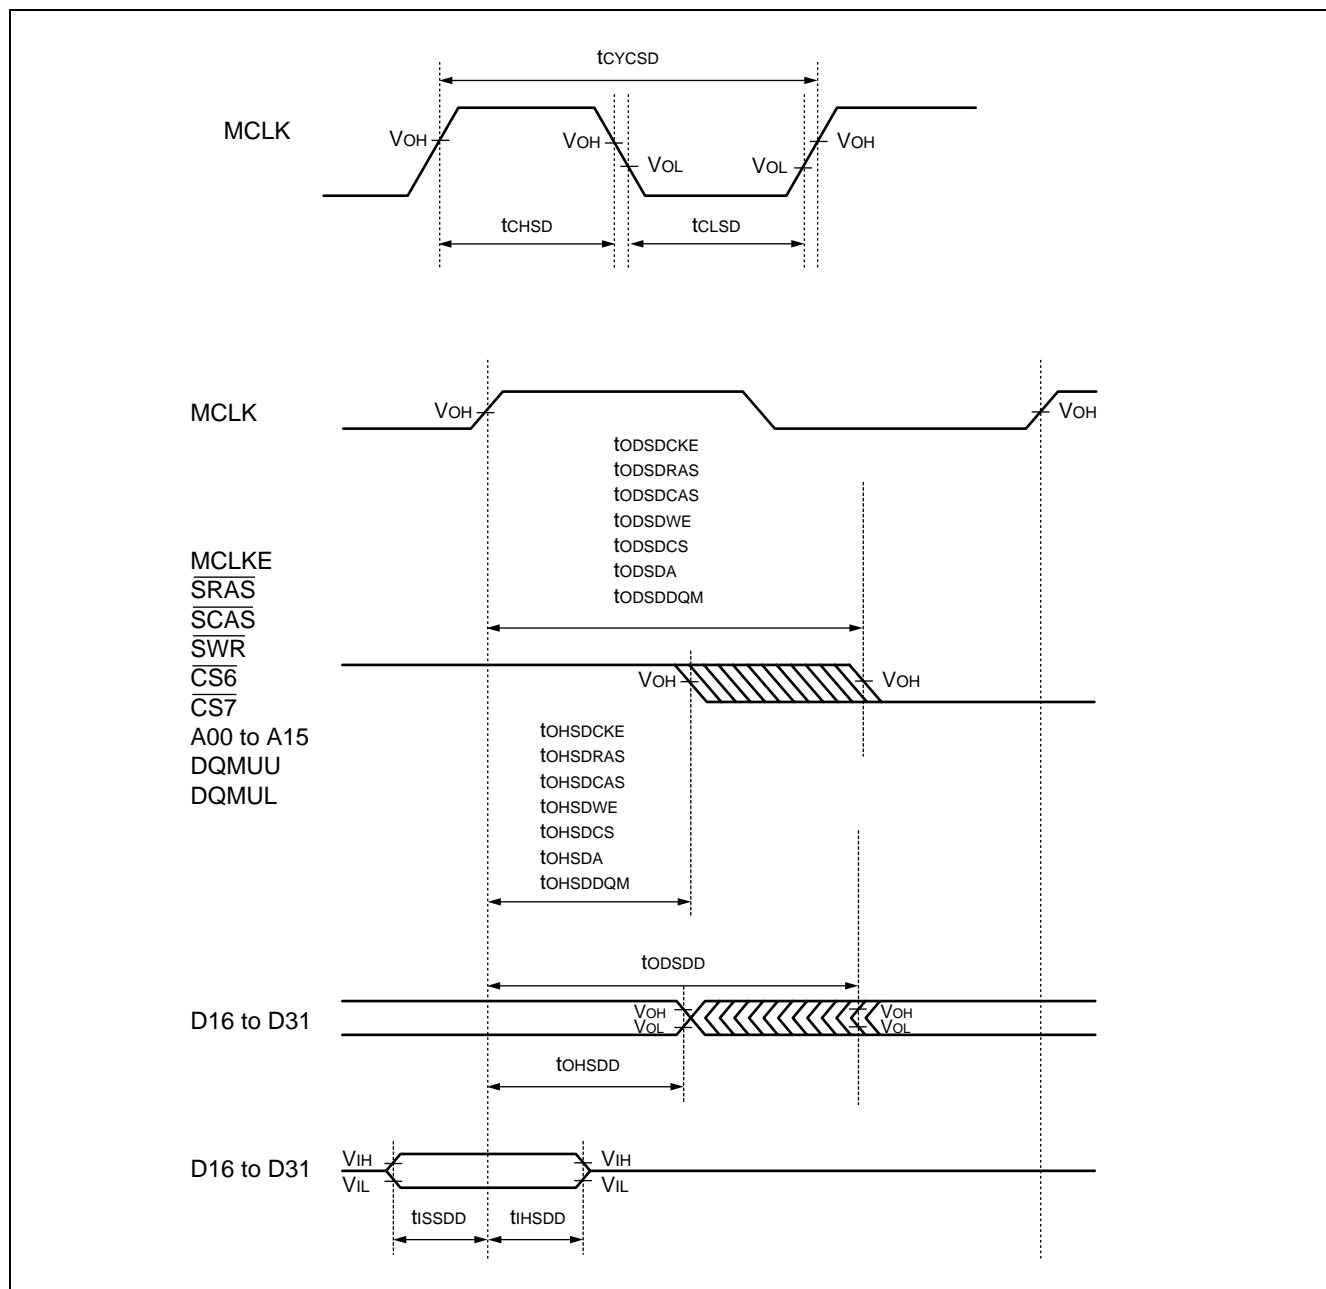 tCYCSD
MCLK
VOH
VOH
VOL
VOL
VOH
tCHSD
tCLSD
MCLK
VOH
VOH
tODSDCKE
tODSDRAS
tODSDCAS
tODSDWE
tODSDCS
tODSDA
tODSDDQM
MCLKE
SRAS
SCAS
SWR
CS6
CS7
A00 to A15
DQMUU
DQMUL
VOH
VOH
tOHSDCKE
tOHSDRAS
tOHSDCAS
tOHSDWE
tOHSDCS
tOHSDA
tOHSDDQM
tODSDD
D16 to D31
VOH
VOL
VOH
VOL
tOHSDD
D16 to D31
VIH
VIL
VIH
VIL
tISSDD
tIHSDD